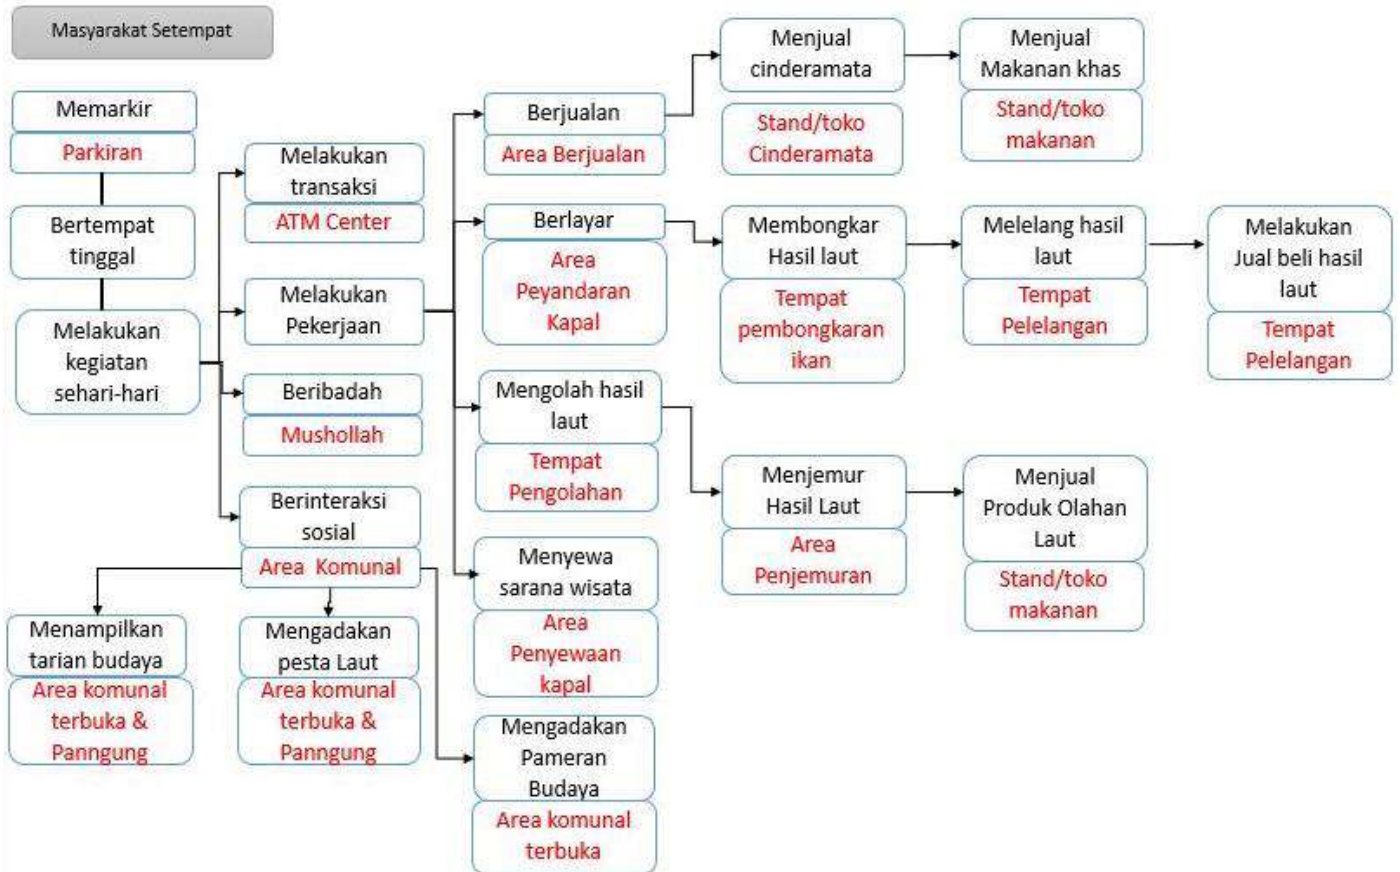 Masyarakat Setempat
Memarkir
Parkiran
Bertempat
tinggal
Melakukan
kegiatan
sehari-hari
Melakukan
transaksi
ATM Center
Melakukan
Pekerjaan
Beribadah
Mushollah
Berinteraksi
sosial
Area Komunal
Menampilkan
tarian budaya
Area komunal
terbuka &
Panngung
Mengadakan
pesta Laut
Area komunal
terbuka &
Panngung
Mengadakan
Pameran
Budaya
Area komunal
terbuka
Berjualan
Area Berjualan
Menjual
cinderamata
Stand/toko
Cinderamata
Menjual
Makanan khas
Stand/toko
makanan
Berlayar
Area
Peyandaran
Kapal
Membongkar
Hasil laut
Tempat
pembongkaran
ikan
Melelang hasil
laut
Tempat
Pelelangan
Melakukan
Jual beli hasil
laut
Tempat
Pelelangan
Mengolah hasil
laut
Tempat
Pengolahan
Menjemur
Hasil Laut
Area
Penjemuran
Menjual
Produk Olahan
Laut
Stand/toko
makanan
Menyewa
sarana wisata
Area
Penyewaan
kapal